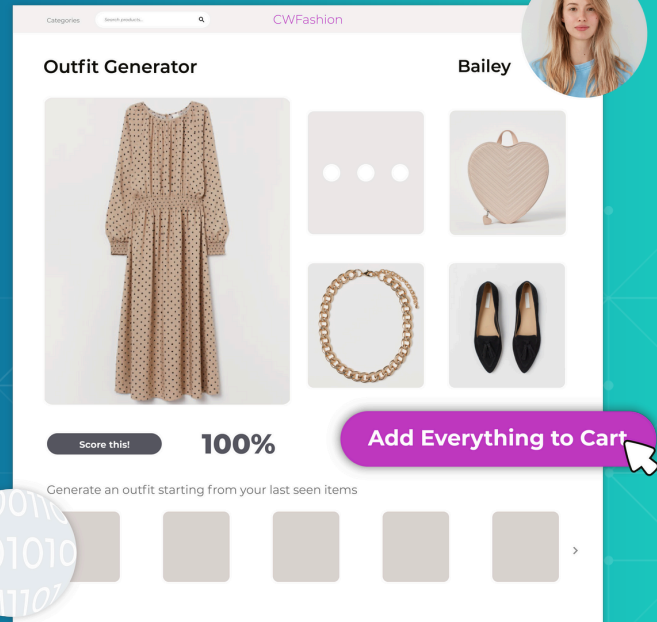 Categories
Search products..
CWFashion
Outfit Generator
Bailey
Score this!
100%
Add Everything to Cart
Generate an outfit starting from your last seen items